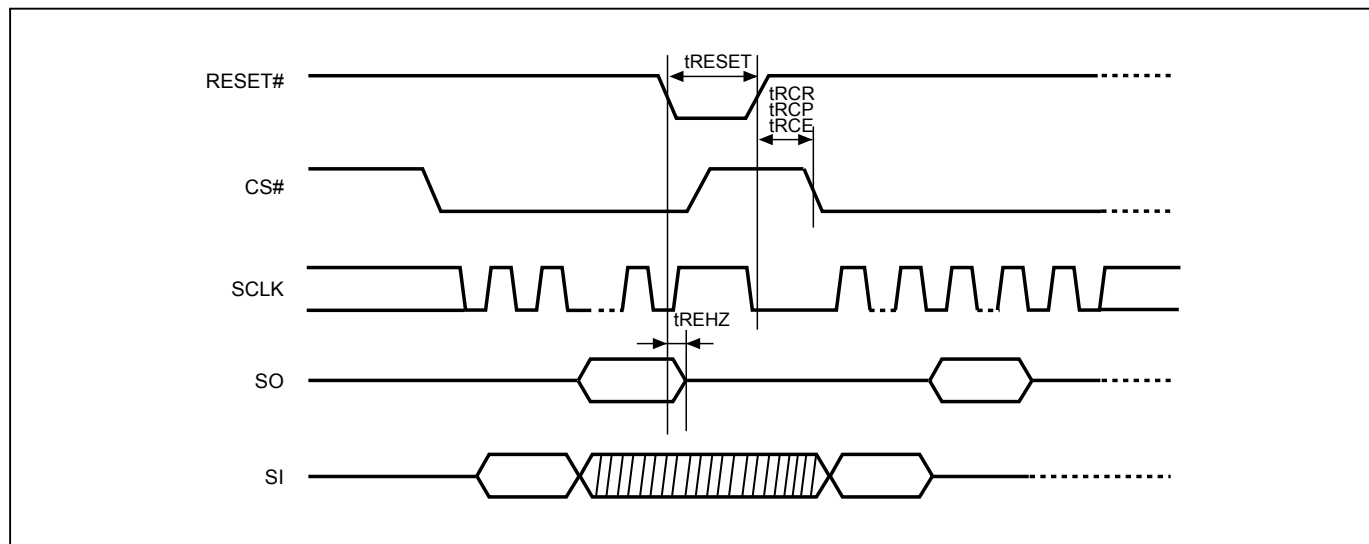 tRESET
RESET#
tRCR
tRCP
tRCE
CS#
SCLK
tREHZ
SO
SI